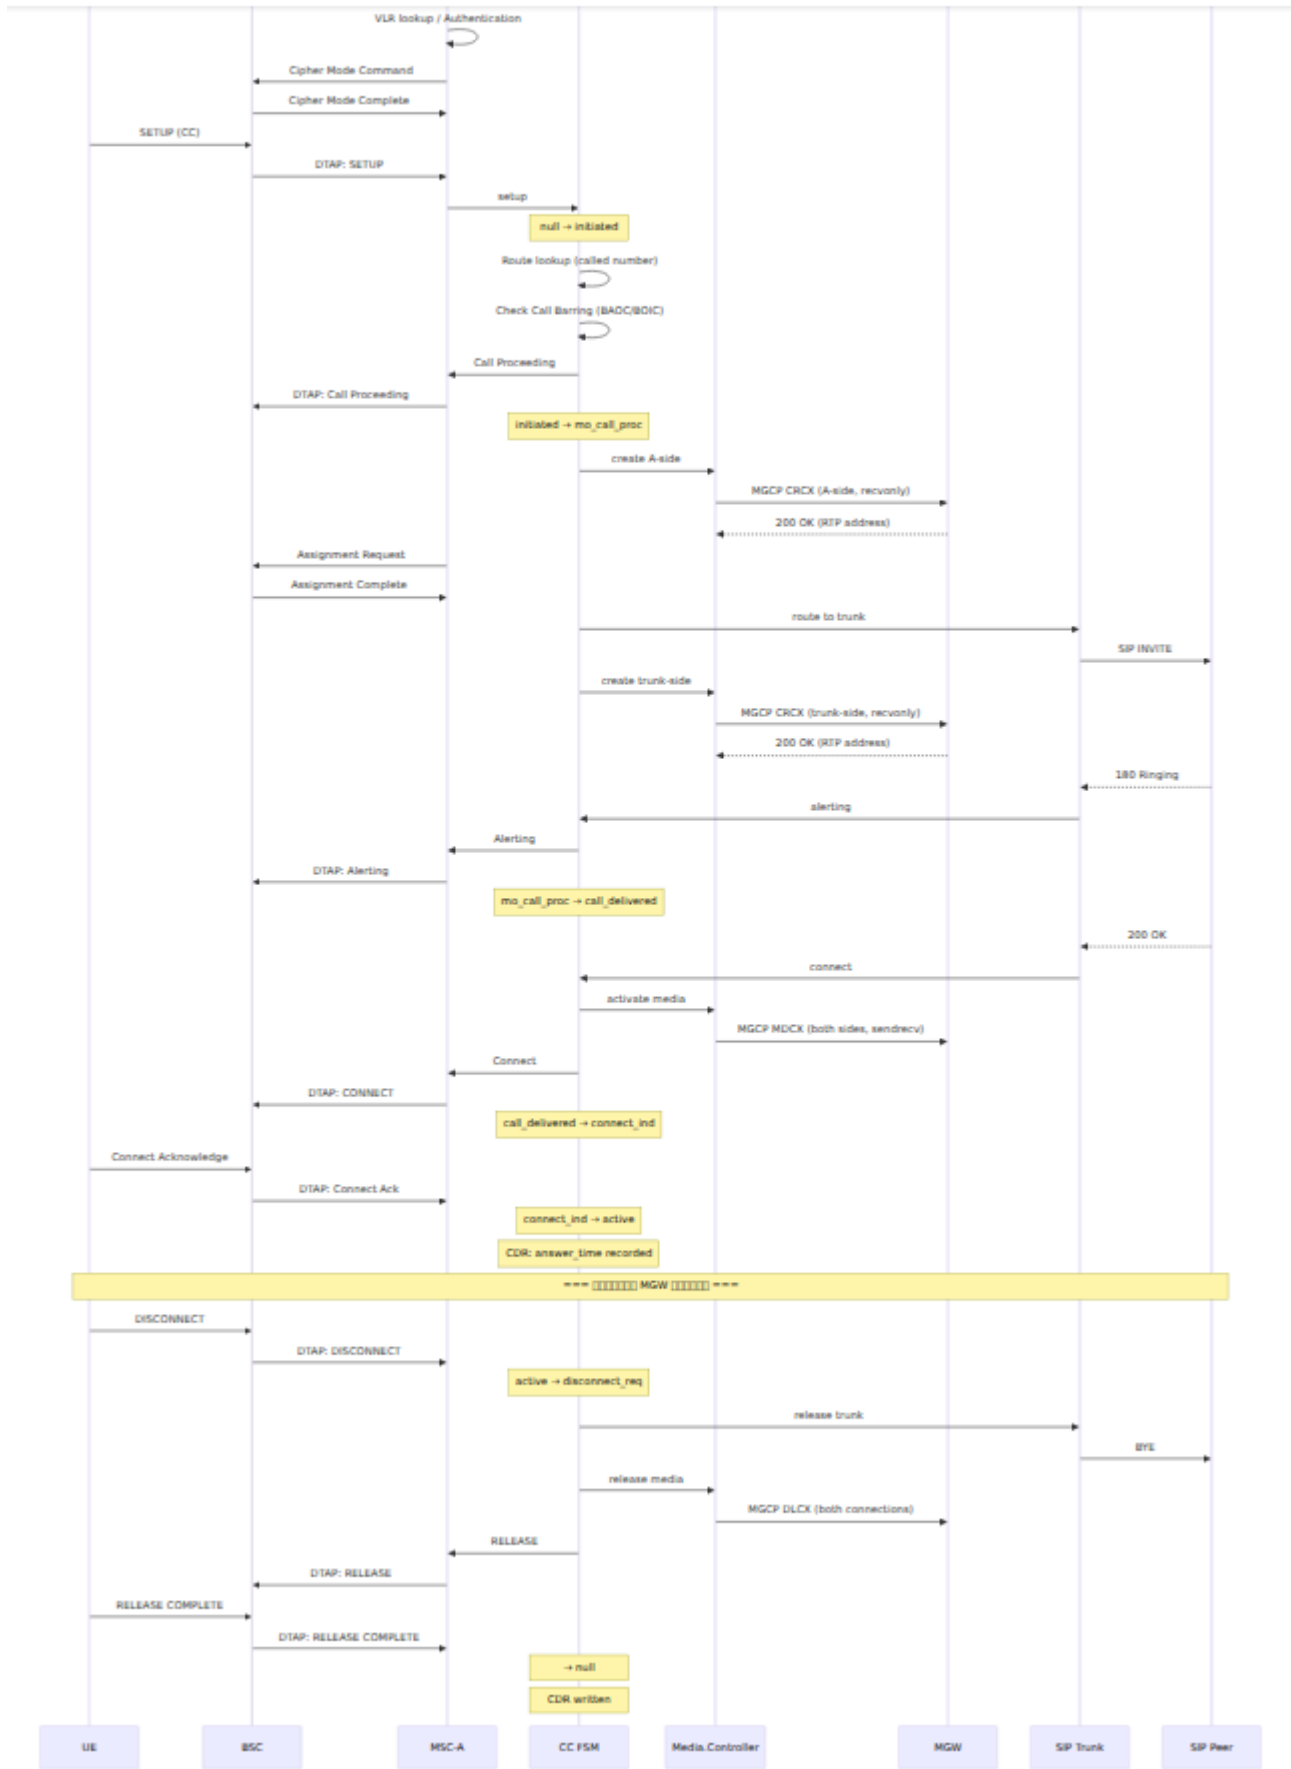 VLR lookup / Authentication
Cipher Mode Command
Cipher Mode Complete
SETUP (CC)
DTAP: SETUP
setup
null → initiated
Route lookup (called number)
Check Call Barring (BAOC/BOIC)
Call Proceeding
DTAP: Call Proceeding
initiated → mo_call_proc
create A-side
MGCP CRCX (A-side, recvonly)
200 OK (RTP address)
Assignment Request
Assignment Complete
route to trunk
SIP INVITE
create trunk-side
MGCP CRCX (trunk-side, recvonly)
200 OK (RTP address)
180 Ringing
alerting
Alerting
DTAP: Alerting
mo_call_proc → call_delivered
200 OK
connect
activate media
MGCP MDCX (both sides, sendrecv)
Connect
DTAP: CONNECT
call_delivered → connect_ind
Connect Acknowledge
DTAP: Connect Ack
connect_ind → active
CDR: answer_time recorded
=== MGW ===
DISCONNECT
DTAP: DISCONNECT
active → disconnect_req
release trunk
BYE
release media
MGCP DLCX (both connections)
RELEASE
DTAP: RELEASE
RELEASE COMPLETE
DTAP: RELEASE COMPLETE
→ null
CDR written
UE
BSC
MSC-A
CC FSM
Media.Controller
MGW
SIP Trunk
SIP Peer